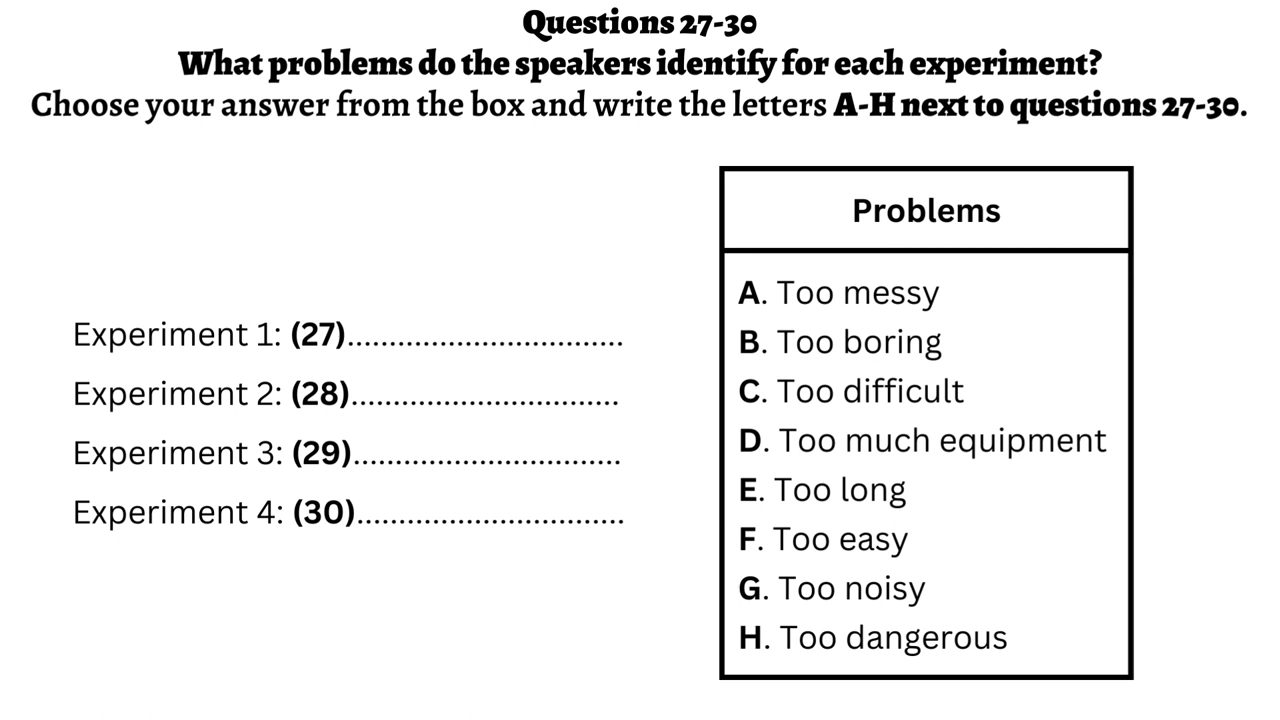 Questions 27-30
What problems do the speakers identify for each experiment?
Choose your answer from the box and write the letters A-H next to questions 27-30.
Experiment 1: (27).................................
Experiment 2: (28)................................
Experiment 3: (29)................................
Experiment 4: (30)................................
Problems
A. Too messy
B. Too boring
C. Too difficult
D. Too much equipment
E. Too long
F. Too easy
G. Too noisy
H. Too dangerous